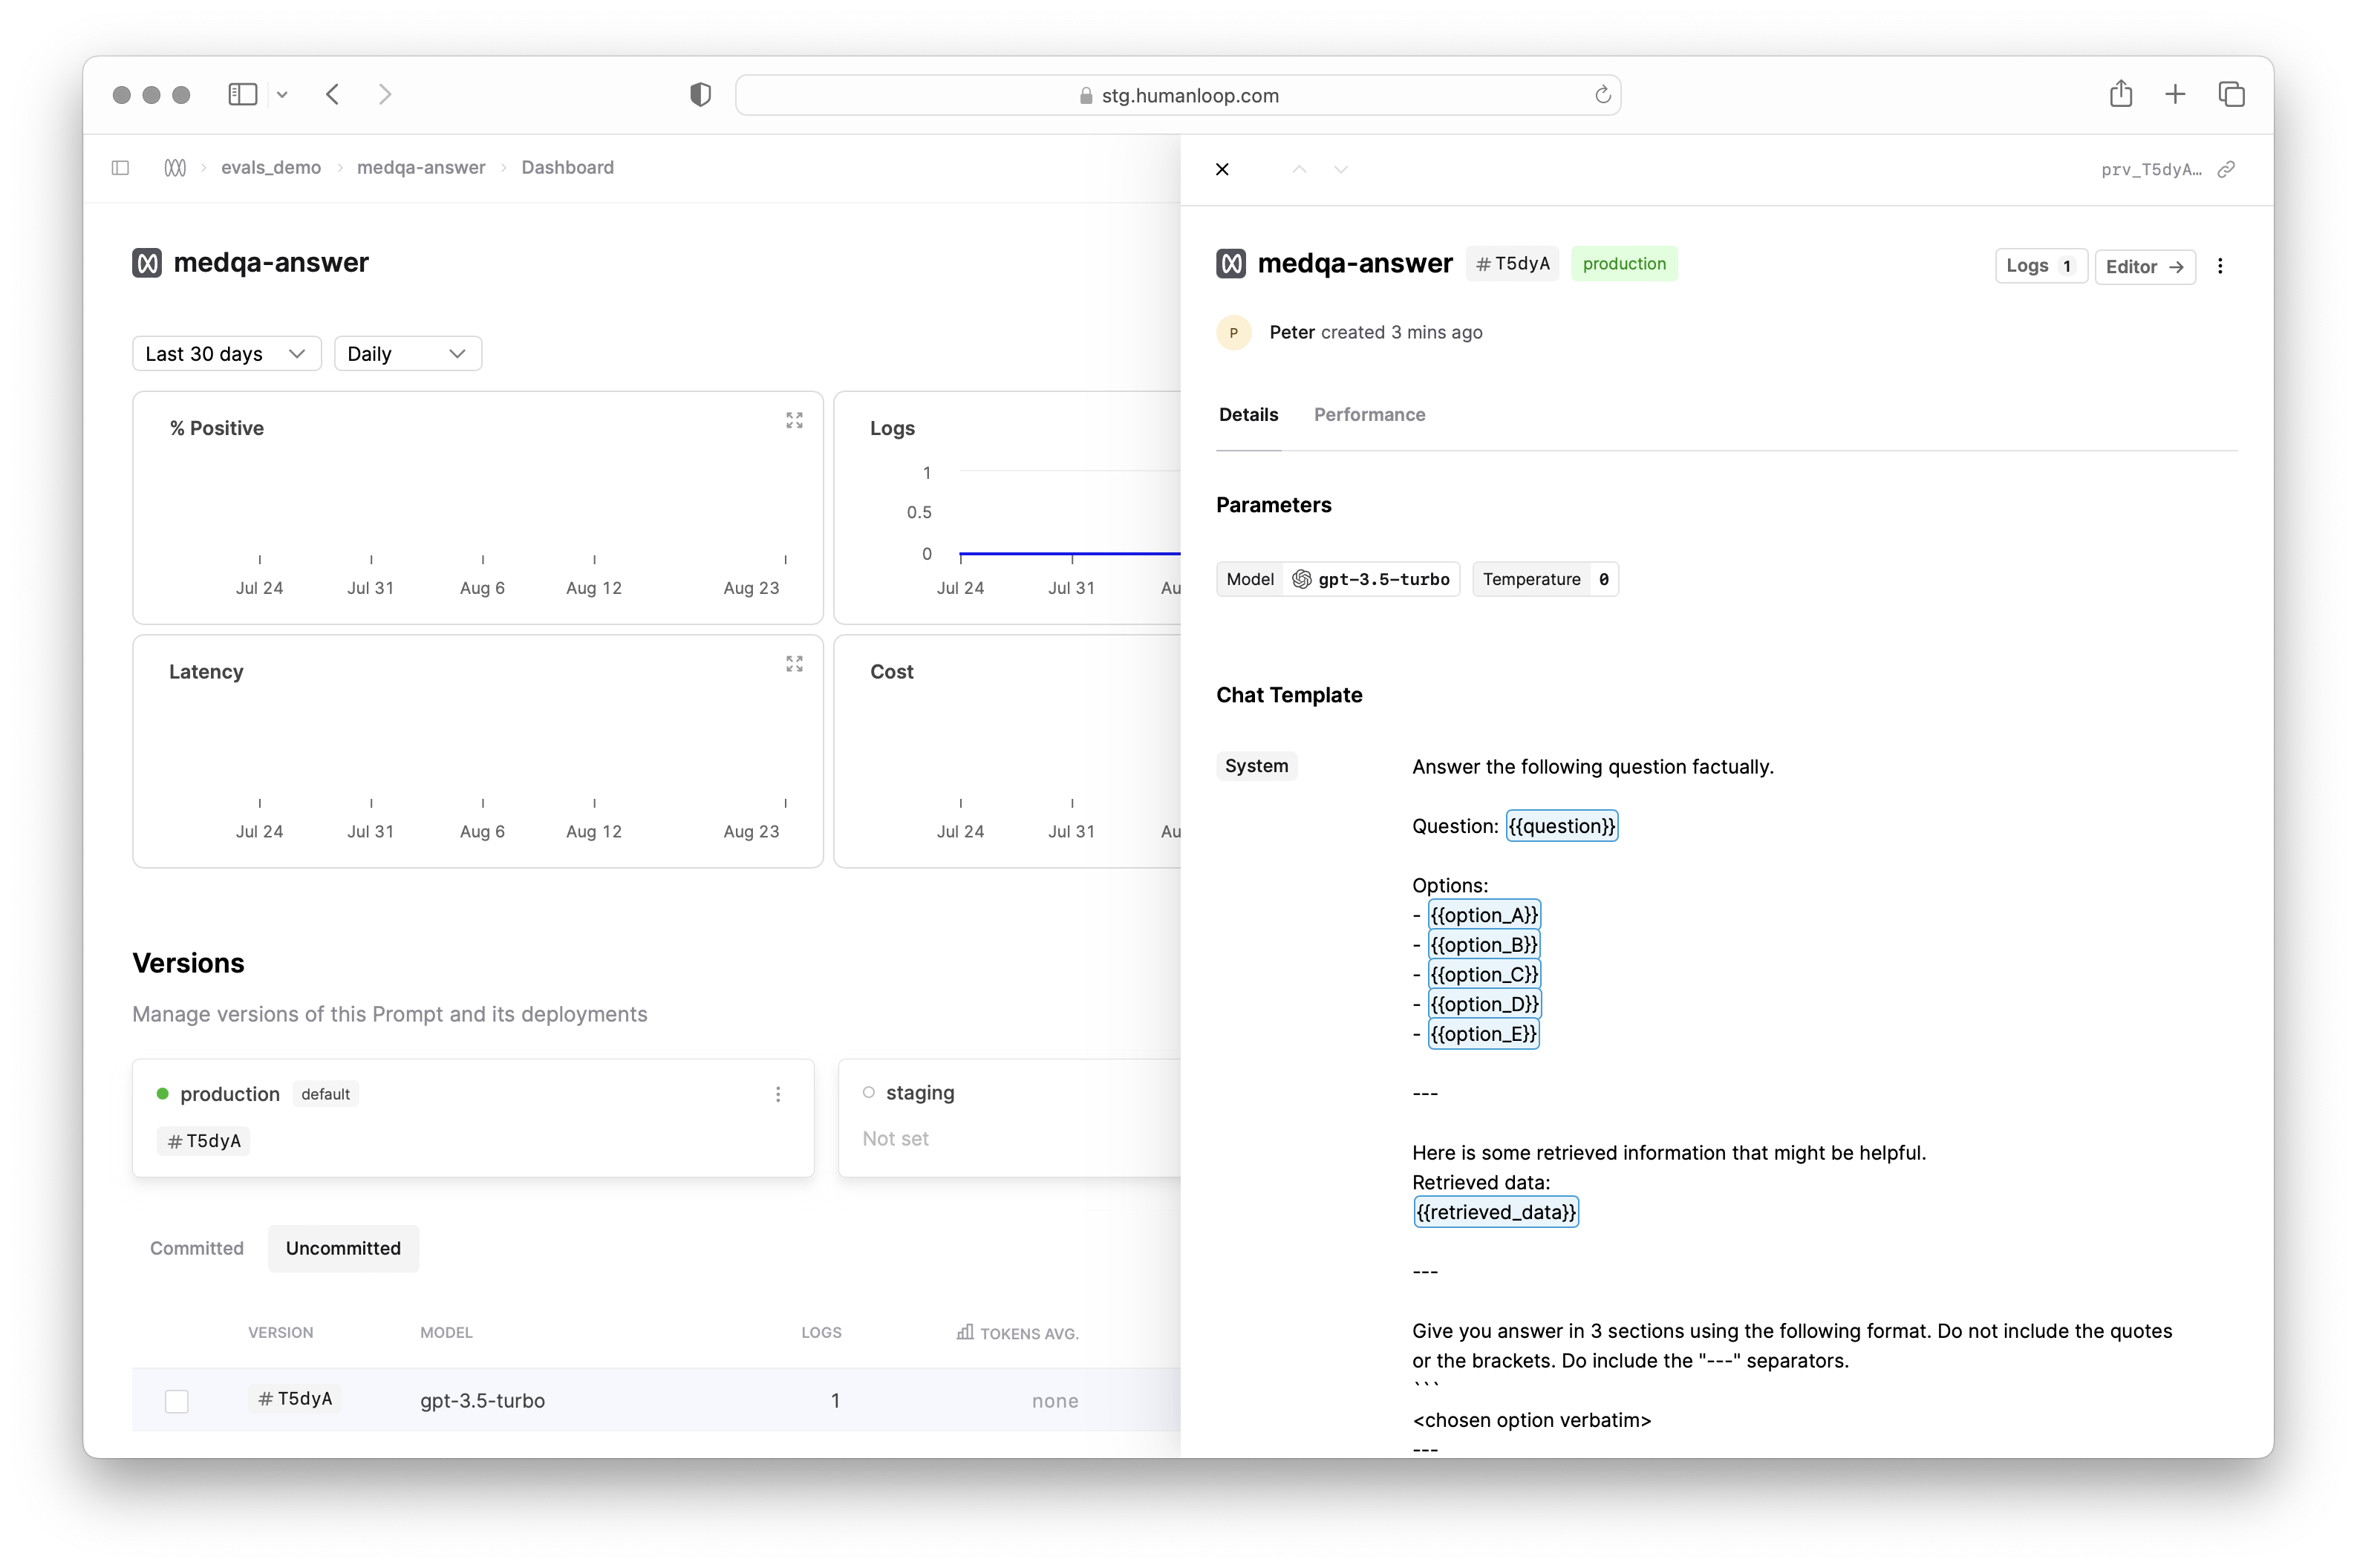 stg.humanloop.com
evals_demo
medqa-answer
Dashboard
medqa-answer
Last 30 days
Daily
% Positive
Jul 24
Jul 31
Aug 6
Aug 12
Aug 23
Logs
1
0.5
0
Jul 24
Jul 31
Au
Latency
Jul 24
Jul 31
Aug 6
Aug 12
Aug 23
Cost
Jul 24
Jul 31
Au
Versions
Manage versions of this Prompt and its deployments
production default
#T5dyA
staging
Not set
Committed
Uncommitted
VERSION MODEL LOGS TOKENS AVG.
#T5dyA gpt-3.5-turbo 1 none
prv_T5dyA…
medqa-answer #T5dyA production
Logs 1
Editor →
P
Peter created 3 mins ago
Details
Performance
Parameters
Model gpt-3.5-turbo
Temperature 0
Chat Template
System
Answer the following question factually.
Question: {{question}}
Options:
- {{option_A}}
- {{option_B}}
- {{option_C}}
- {{option_D}}
- {{option_E}}
---
Here is some retrieved information that might be helpful.
Retrieved data:
{{retrieved_data}}
---
Give you answer in 3 sections using the following format. Do not include the quotes
or the brackets. Do include the "---" separators.
```
<chosen option verbatim>
---